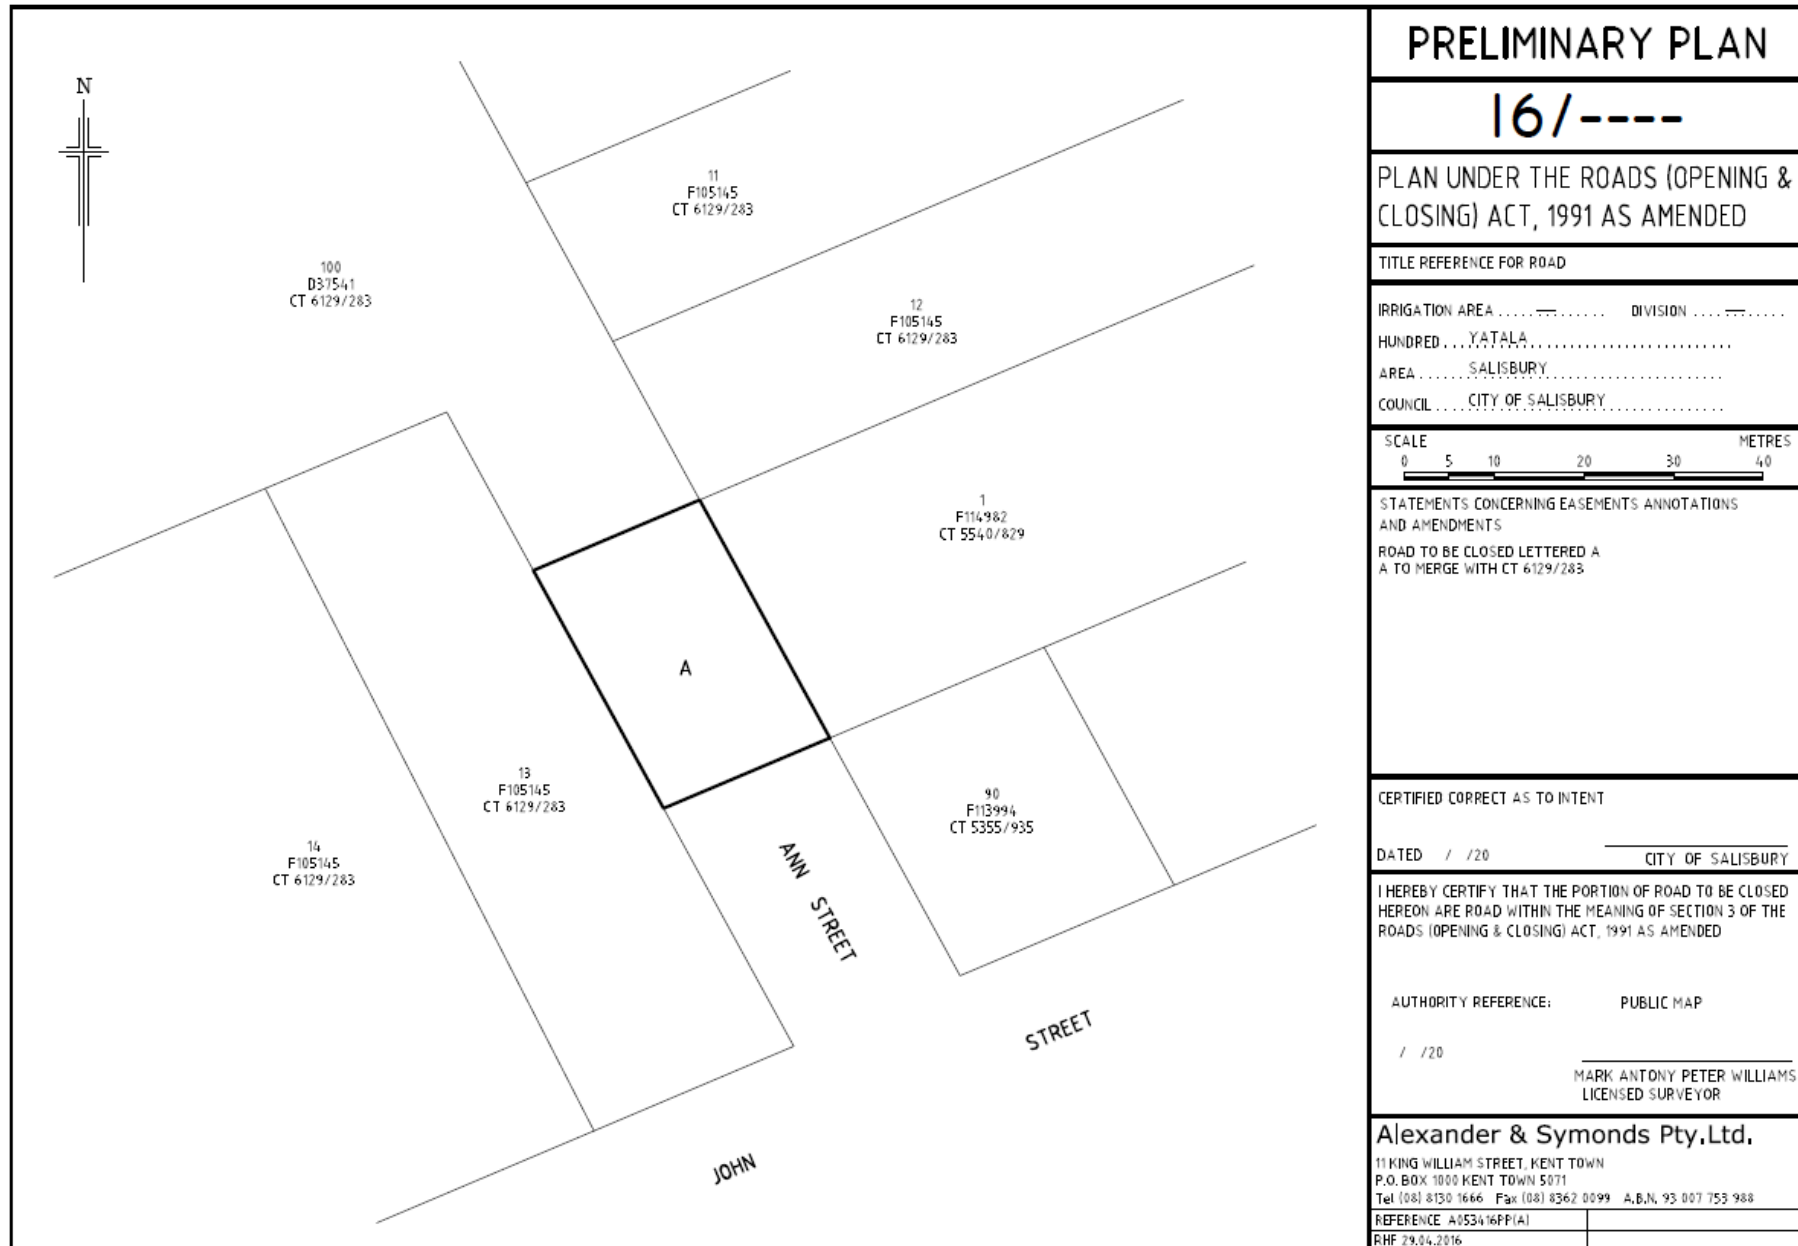 N
11
F105145
CT 6129/283
100
D37541
CT 6129/283
12
F105145
CT 6129/283
1
F114982
CT 5540/829
A
13
F105145
CT 6129/283
14
F105145
CT 6129/283
90
F113994
CT 5355/935
ANN STREET
JOHN STREET
PRELIMINARY PLAN
16/----
PLAN UNDER THE ROADS (OPENING &
CLOSING) ACT, 1991 AS AMENDED
TITLE REFERENCE FOR ROAD
IRRIGATION AREA ..... — ...... DIVISION .... — .....
HUNDRED ... YATALA
AREA ...... SALISBURY
COUNCIL ... CITY OF SALISBURY
SCALE METRES
0 5 10 20 30 40
STATEMENTS CONCERNING EASEMENTS ANNOTATIONS
AND AMENDMENTS
ROAD TO BE CLOSED LETTERED A
A TO MERGE WITH CT 6129/283
CERTIFIED CORRECT AS TO INTENT
DATED / /20
CITY OF SALISBURY
I HEREBY CERTIFY THAT THE PORTION OF ROAD TO BE CLOSED
HEREON ARE ROAD WITHIN THE MEANING OF SECTION 3 OF THE
ROADS (OPENING & CLOSING) ACT, 1991 AS AMENDED
AUTHORITY REFERENCE: PUBLIC MAP
/ /20
MARK ANTONY PETER WILLIAMS
LICENSED SURVEYOR
Alexander & Symonds Pty.Ltd.
11 KING WILLIAM STREET, KENT TOWN
P.O. BOX 1000 KENT TOWN 5071
Tel (08) 8130 1666 Fax (08) 8362 0099 A.B.N. 93 007 753 988
REFERENCE A053416PP(A)
RHF 29.04.2016